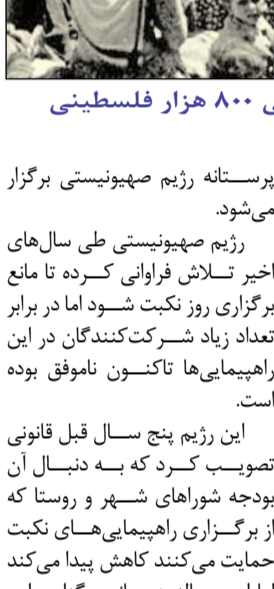 ی ۸۰۰ هزار فلسطینی
پرستانه رژیم صهیونیستی برگزار
می‌شود.
رژیم صهیونیستی طی سال‌های
اخیر تلاش فراوانی کرده تا مانع
برگزاری روز نکبت شود اما در برابر
تعداد زیاد شرکت‌کنندگان در این
راهپیمایی‌ها تاکنون ناموفق بوده
است.
این رژیم پنج سال قبل قانونی
تصویب کرد که به دنبال آن
بودجه شوراهای شهر و روستا که
از برگزاری راهپیمایی‌های نکبت
حمایت می‌کنند کاهش پیدا می‌کند